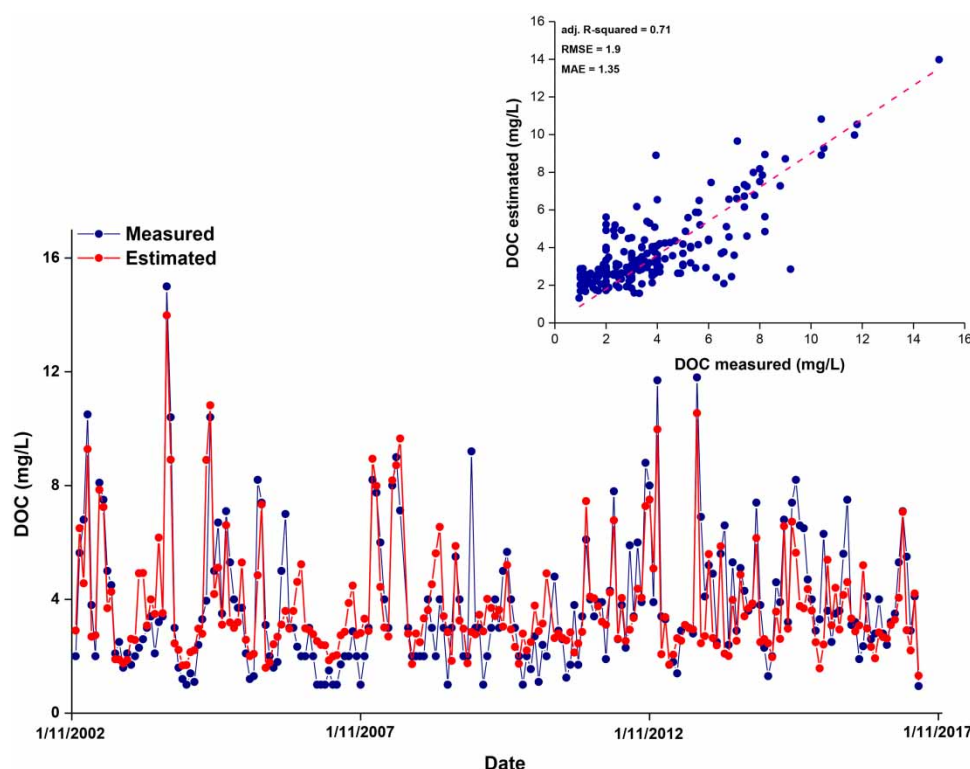 16
14
12
10
8
6
4
2
0
adj. R-squared = 0.71
RMSE = 1.9
MAE = 1.35
DOC estimated (mg/L)
0 2 4 6 8 10 12 14 16
DOC measured (mg/L)
Measured
Estimated
16
12
8
4
0
DOC (mg/L)
1/11/2002 1/11/2007 1/11/2012 1/11/2017
Date